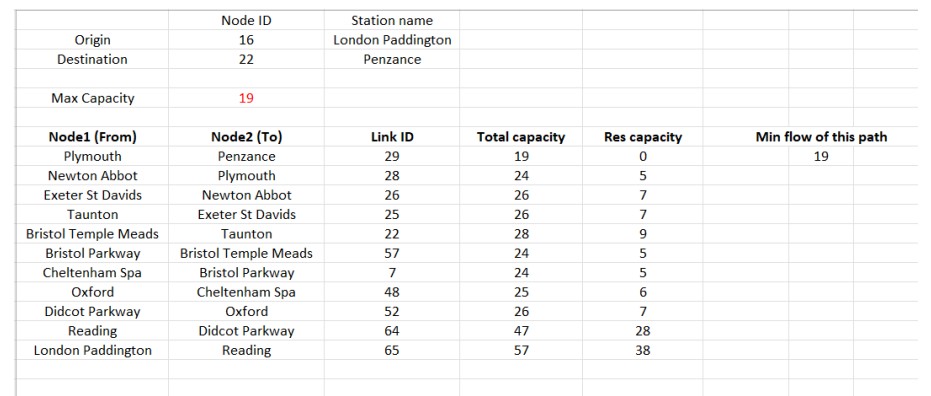 Node ID Station name
Origin 16 London Paddington
Destination 22 Penzance
Max Capacity 19
Node1 (From) Node2 (To) Link ID Total capacity Res capacity Min flow of this path
Plymouth Penzance 29 19 0 19
Newton Abbot Plymouth 28 24 5
Exeter St Davids Newton Abbot 26 26 7
Taunton Exeter St Davids 25 26 7
Bristol Temple Meads Taunton 22 28 9
Bristol Parkway Bristol Temple Meads 57 24 5
Cheltenham Spa Bristol Parkway 7 24 5
Oxford Cheltenham Spa 48 25 6
Didcot Parkway Oxford 52 26 7
Reading Didcot Parkway 64 47 28
London Paddington Reading 65 57 38